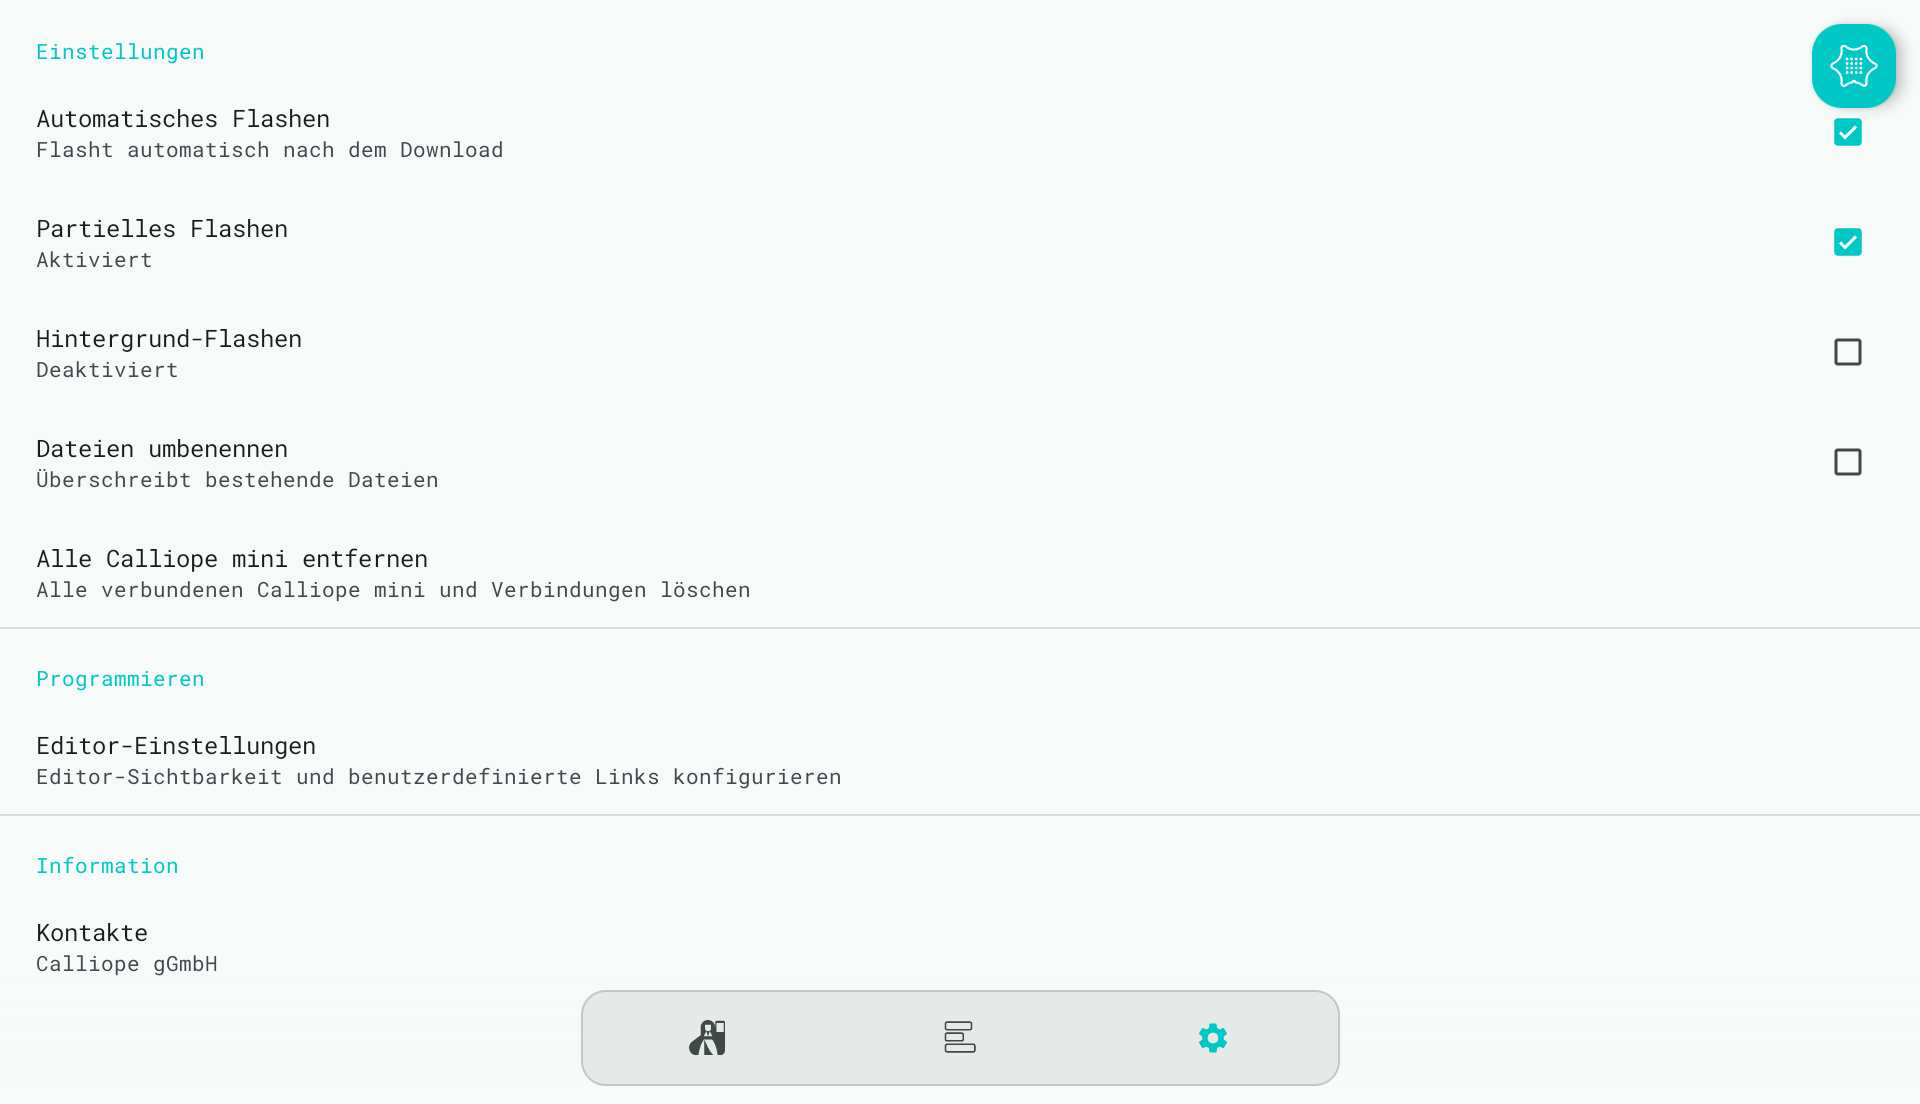 Einstellungen
Automatisches Flashen
Flasht automatisch nach dem Download
Partielles Flashen
Aktiviert
Hintergrund-Flashen
Deaktiviert
Dateien umbenennen
Überschreibt bestehende Dateien
Alle Calliope mini entfernen
Alle verbundenen Calliope mini und Verbindungen löschen
Programmieren
Editor-Einstellungen
Editor-Sichtbarkeit und benutzerdefinierte Links konfigurieren
Information
Kontakte
Calliope gGmbH